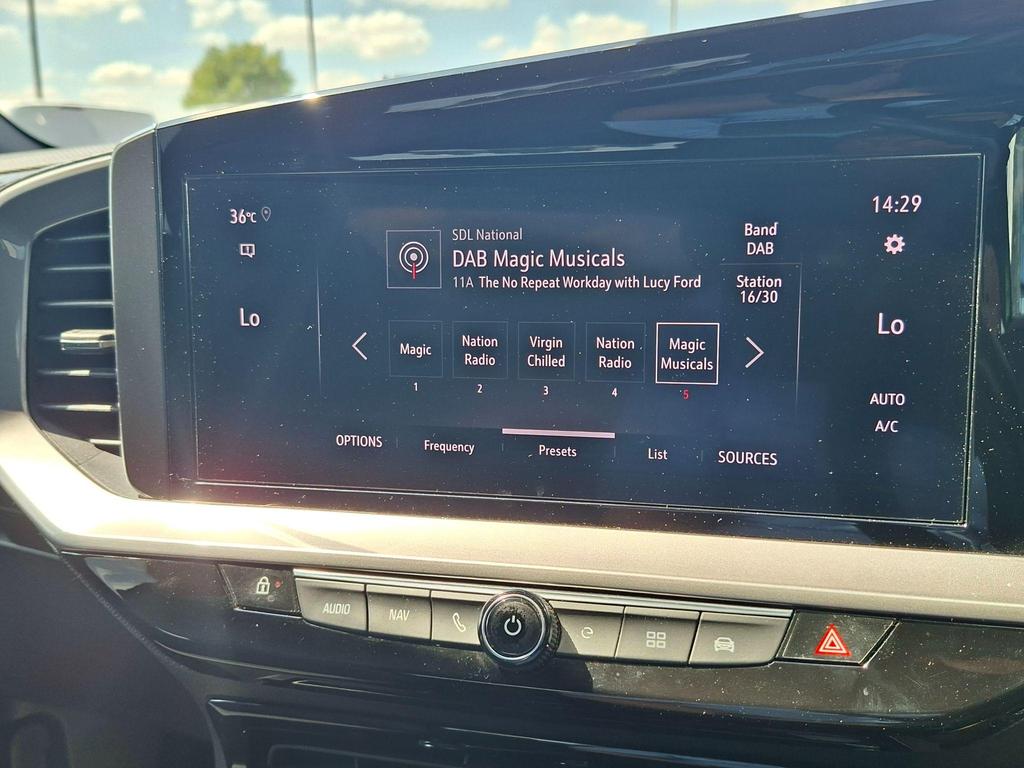 36°C
14:29
SDL National
DAB Magic Musicals
11A The No Repeat Workday with Lucy Ford
Band
DAB
Station
16/30
Lo
Lo
Magic
1
Nation
Radio
2
Virgin
Chilled
3
Nation
Radio
4
Magic
Musicals
5
AUTO
A/C
OPTIONS
Frequency
Presets
List
SOURCES
AUDIO
NAV